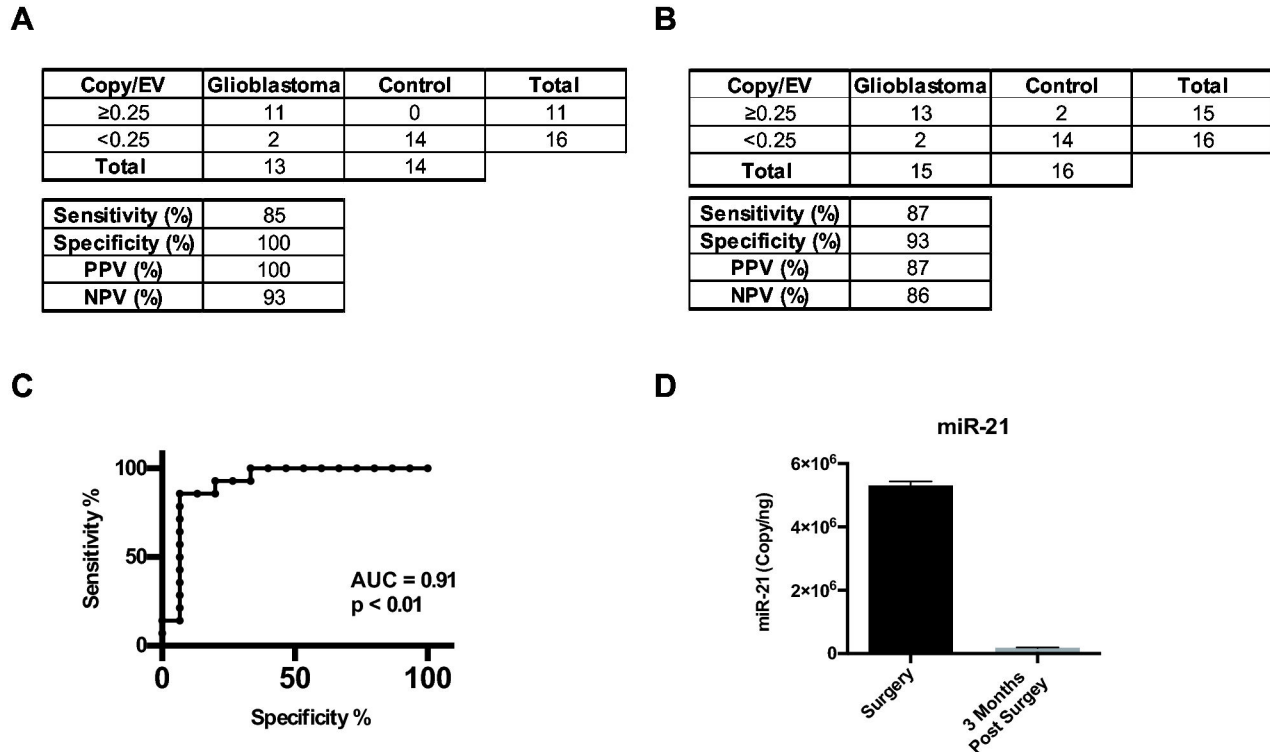 A
Copy/EV Glioblastoma Control Total
≥0.25 11 0 11
<0.25 2 14 16
Total 13 14
Sensitivity (%) 85
Specificity (%) 100
PPV (%) 100
NPV (%) 93
B
Copy/EV Glioblastoma Control Total
≥0.25 13 2 15
<0.25 2 14 16
Total 15 16
Sensitivity (%) 87
Specificity (%) 93
PPV (%) 87
NPV (%) 86
C
Sensitivity %
100
50
0
AUC = 0.91
p < 0.01
0 50 100
Specificity %
D
miR-21
miR-21 (Copy/ng)
6×10⁶
4×10⁶
2×10⁶
0
Surgery
3 Months
Post Surgey